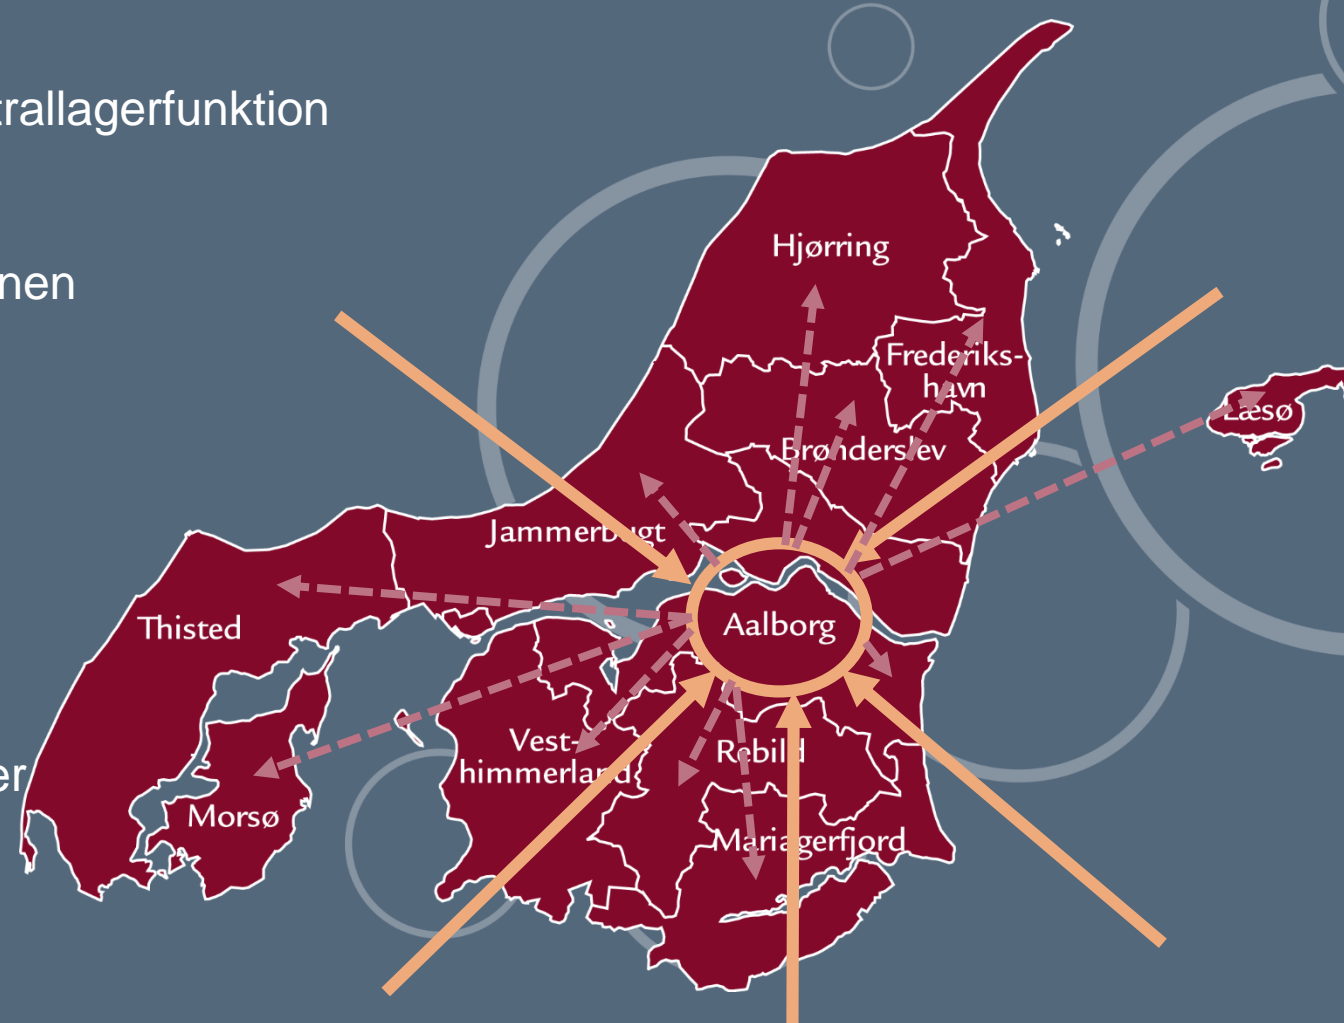 trallagerfunktion
nen
er
Hjørring
Frederiks-
havn
Læsø
Brønderslev
Jammerbugt
Aalborg
Thisted
Vest-
himmerland
Rebild
Morsø
Mariagerfjord